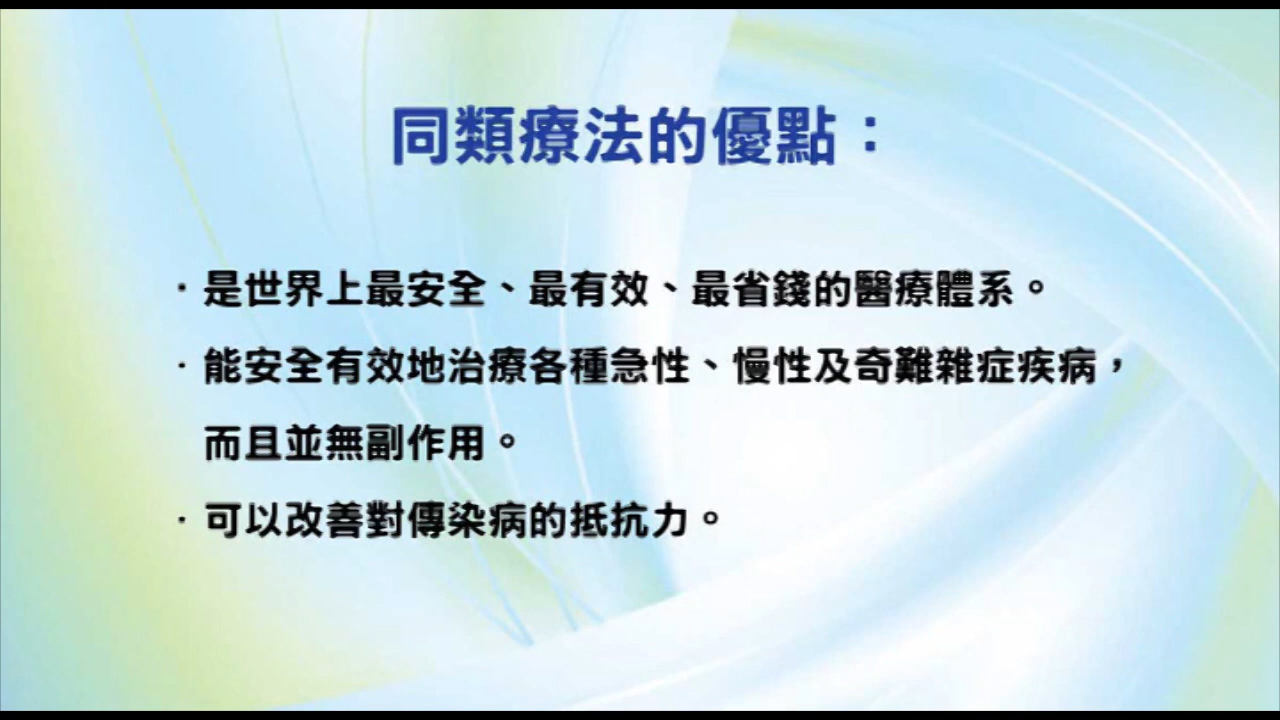 同類療法的優點：
·是世界上最安全、最有效、最省錢的醫療體系。
·能安全有效地治療各種急性、慢性及奇難雜症疾病，
而且並無副作用。
·可以改善對傳染病的抵抗力。